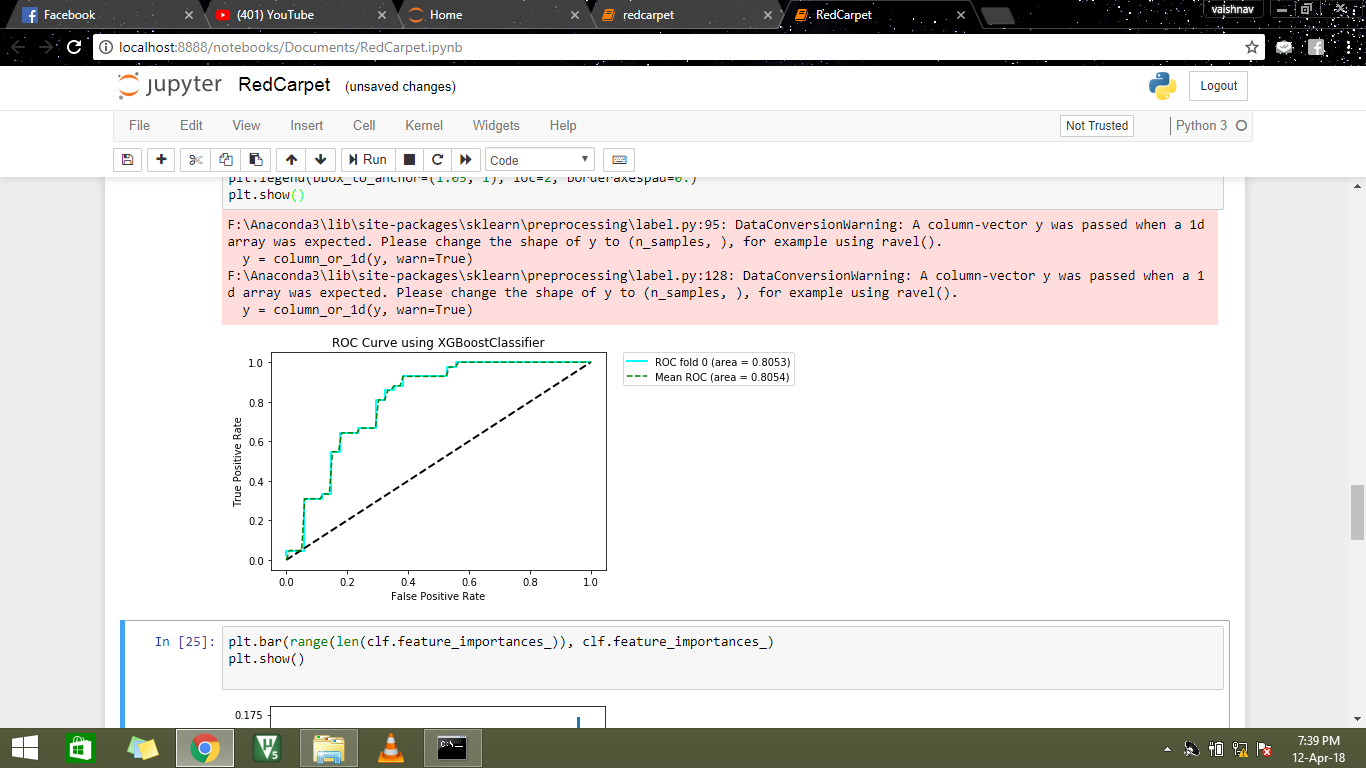 Facebook
(401) YouTube
Home
redcarpet
RedCarpet
vaishnav
localhost:8888/notebooks/Documents/RedCarpet.ipynb
jupyter RedCarpet (unsaved changes)
Logout
File Edit View Insert Cell Kernel Widgets Help
Not Trusted
Python 3
Run
Code
plt.legend(bbox_to_anchor=(1.05, 1), loc=2, borderaxespad=0.)
plt.show()
F:\Anaconda3\lib\site-packages\sklearn\preprocessing\label.py:95: DataConversionWarning: A column-vector y was passed when a 1d
array was expected. Please change the shape of y to (n_samples, ), for example using ravel().
y = column_or_1d(y, warn=True)
F:\Anaconda3\lib\site-packages\sklearn\preprocessing\label.py:128: DataConversionWarning: A column-vector y was passed when a 1
d array was expected. Please change the shape of y to (n_samples, ), for example using ravel().
y = column_or_1d(y, warn=True)
ROC Curve using XGBoostClassifier
1.0
0.8
0.6
0.4
0.2
0.0
True Positive Rate
0.0 0.2 0.4 0.6 0.8 1.0
False Positive Rate
ROC fold 0 (area = 0.8053)
Mean ROC (area = 0.8054)
In [25]:
plt.bar(range(len(clf.feature_importances_)), clf.feature_importances_)
plt.show()
0.175
7:39 PM
12-Apr-18